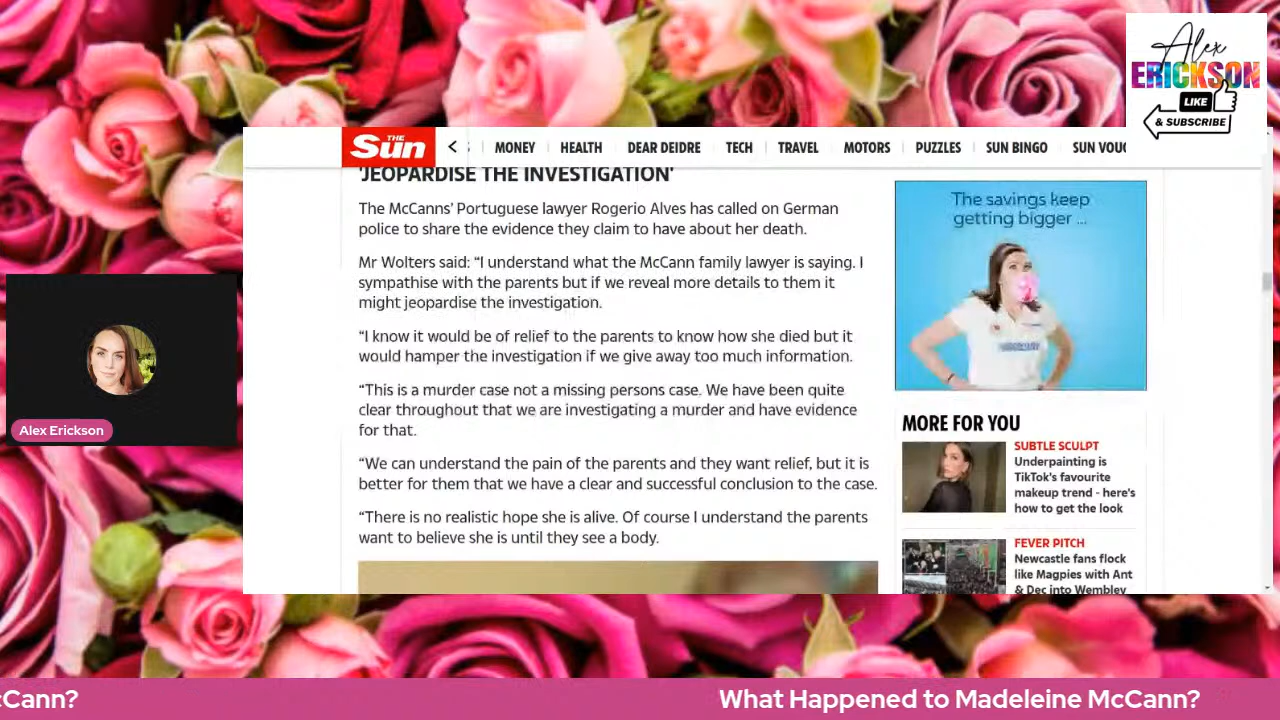 Alex
ERICKSON
LIKE
& SUBSCRIBE
THE
Sun
MONEY
HEALTH
DEAR DEIDRE
TECH
TRAVEL
MOTORS
PUZZLES
SUN BINGO
SUN VOUC
'JEOPARDISE THE INVESTIGATION'
The McCanns' Portuguese lawyer Rogerio Alves has called on German
police to share the evidence they claim to have about her death.
Mr Wolters said: “I understand what the McCann family lawyer is saying. I
sympathise with the parents but if we reveal more details to them it
might jeopardise the investigation.
“I know it would be of relief to the parents to know how she died but it
would hamper the investigation if we give away too much information.
“This is a murder case not a missing persons case. We have been quite
clear throughout that we are investigating a murder and have evidence
for that.
“We can understand the pain of the parents and they want relief, but it is
better for them that we have a clear and successful conclusion to the case.
“There is no realistic hope she is alive. Of course I understand the parents
want to believe she is until they see a body.
The savings keep
getting bigger ...
MORE FOR YOU
SUBTLE SCULPT
Underpainting is
TikTok's favourite
makeup trend - here's
how to get the look
FEVER PITCH
Newcastle fans flock
like Magpies with Ant
& Dec into Wembley
Alex Erickson
cCann?
What Happened to Madeleine McCann?